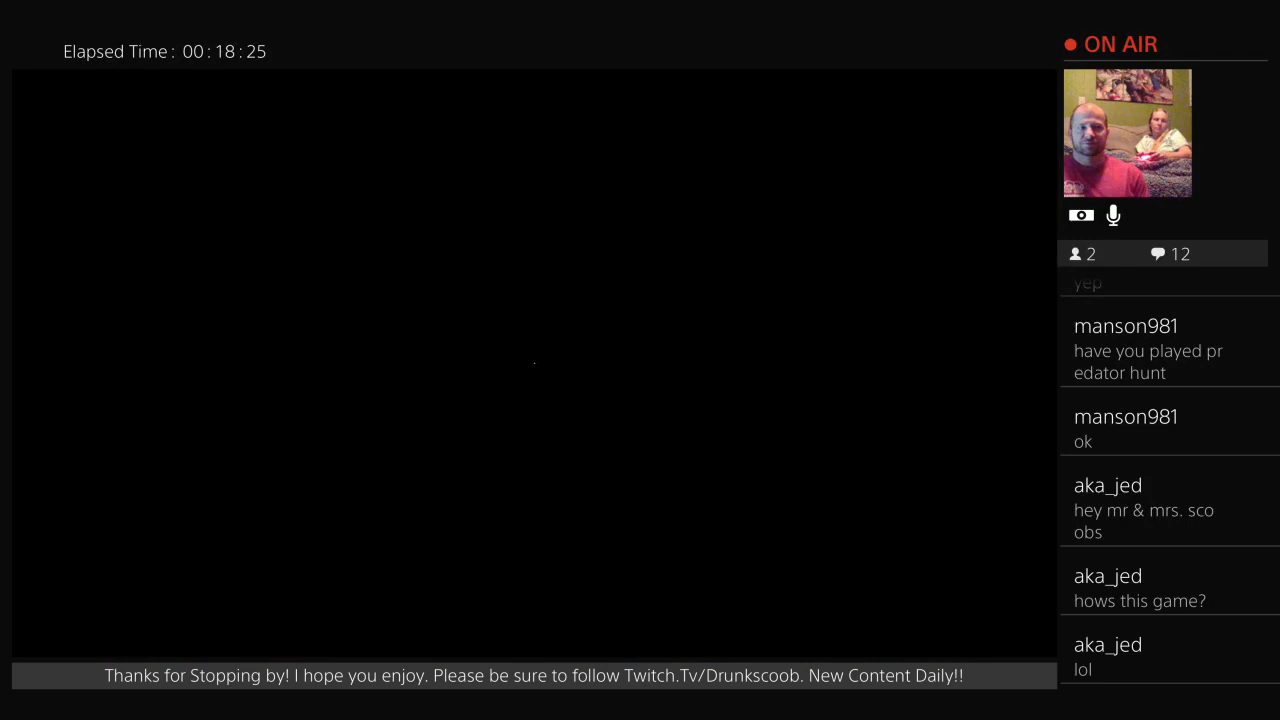 Elapsed Time: 00:18:25
ON AIR
2 12
yep
manson981
have you played pr
edator hunt
manson981
ok
aka_jed
hey mr & mrs. sco
obs
aka_jed
hows this game?
aka_jed
lol
Thanks for Stopping by! I hope you enjoy. Please be sure to follow Twitch.Tv/Drunkscoob. New Content Daily!!